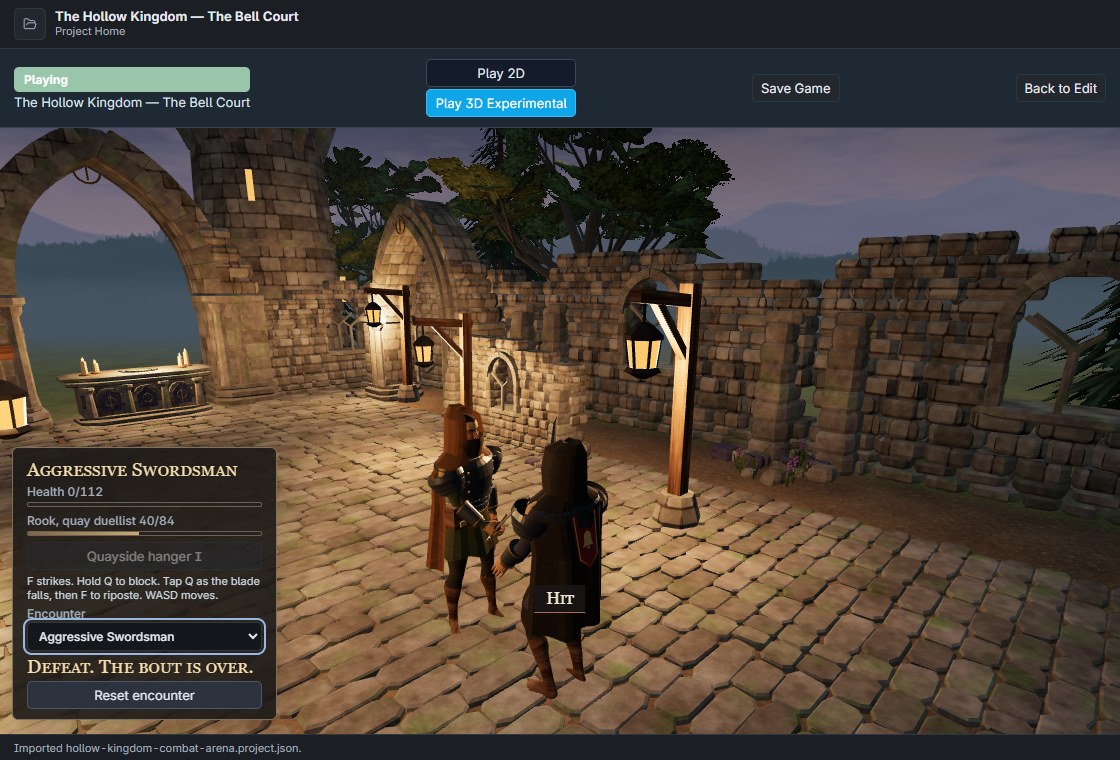 The Hollow Kingdom — The Bell Court
Project Home
Playing
The Hollow Kingdom — The Bell Court
Play 2D
Play 3D Experimental
Save Game
Back to Edit
Aggressive Swordsman
Health 0/112
Rook, quay duellist 40/84
Quayside hanger I
F strikes. Hold Q to block. Tap Q as the blade
falls, then F to riposte. WASD moves.
Encounter
Aggressive Swordsman
Defeat. The bout is over.
Reset encounter
Hit
Imported hollow-kingdom-combat-arena.project.json.